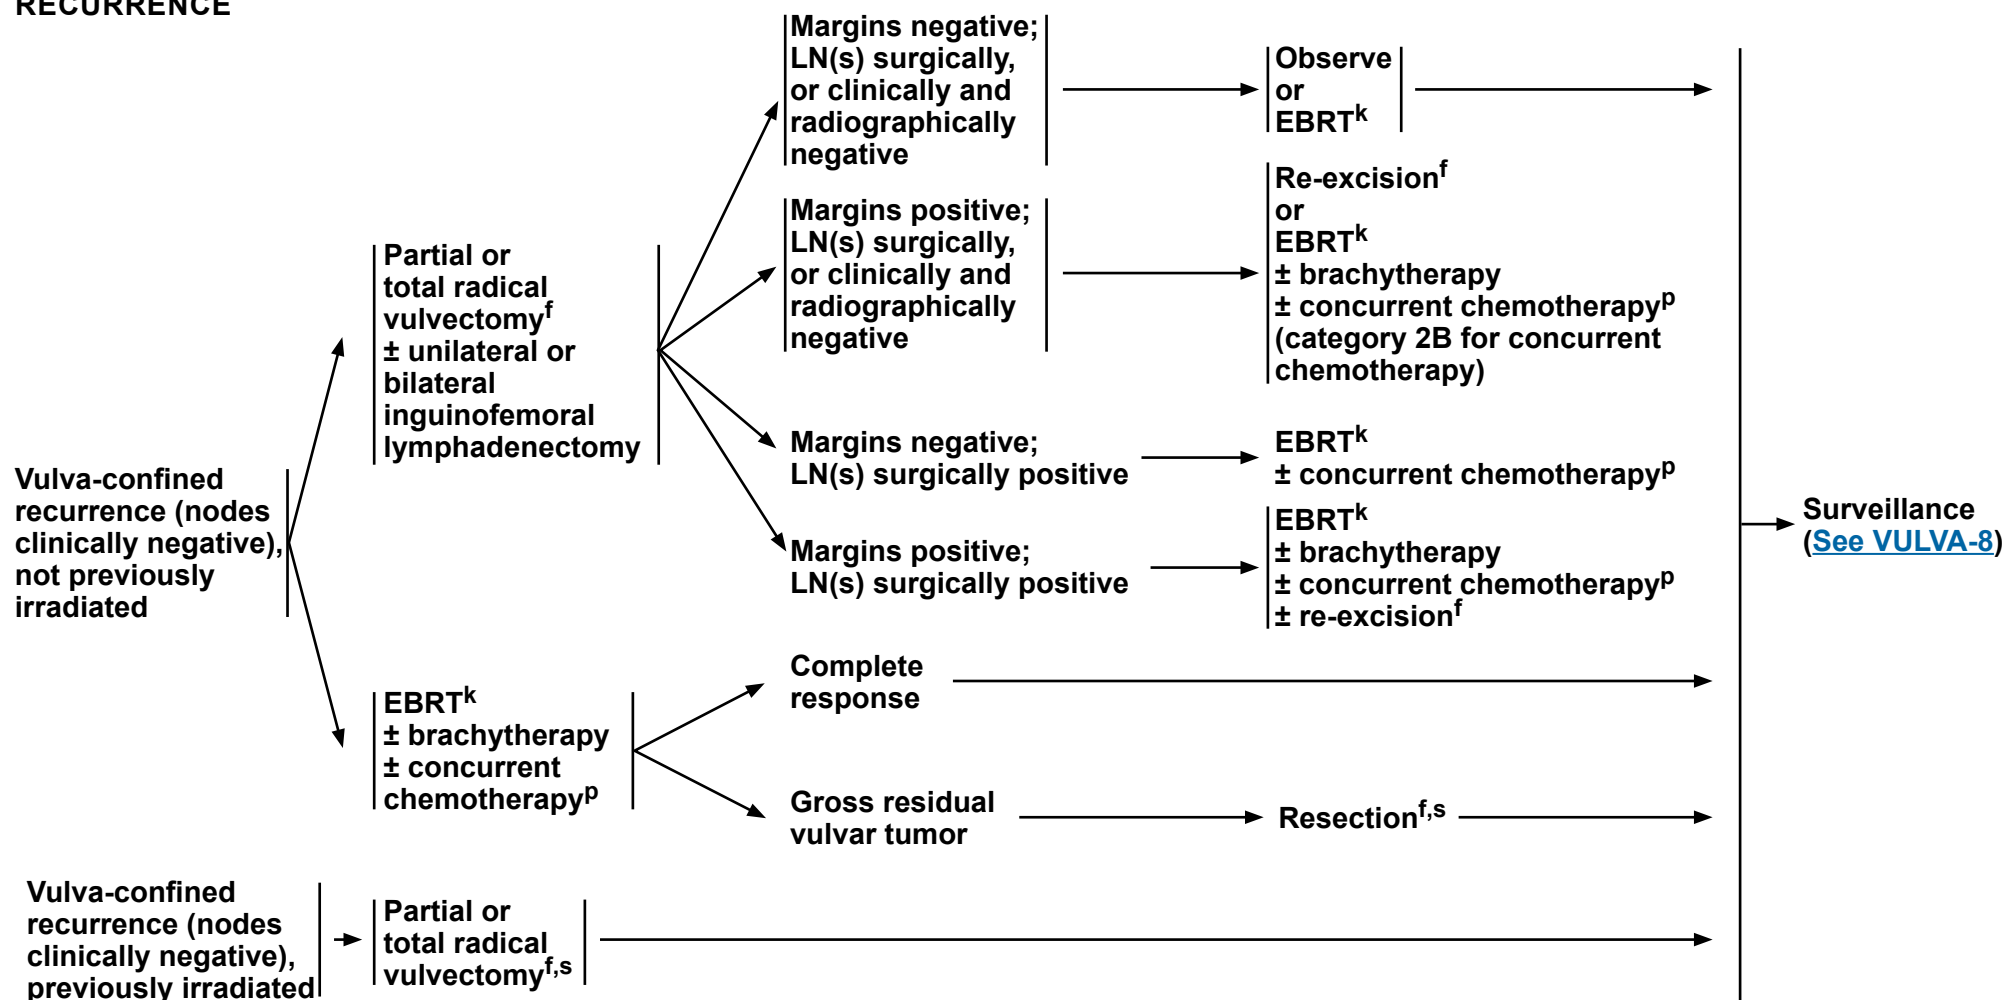 RECURRENCE
Vulva-confined
recurrence (nodes
clinically negative),
not previously
irradiated
Partial or
total radical
vulvectomyf
± unilateral or
bilateral
inguinofemoral
lymphadenectomy
Margins negative;
LN(s) surgically,
or clinically and
radiographically
negative
Observe
or
EBRTk
Margins positive;
LN(s) surgically,
or clinically and
radiographically
negative
Re-excisionf
or
EBRTk
± brachytherapy
± concurrent chemotherapyp
(category 2B for concurrent
chemotherapy)
Margins negative;
LN(s) surgically positive
EBRTk
± concurrent chemotherapyp
Margins positive;
LN(s) surgically positive
EBRTk
± brachytherapy
± concurrent chemotherapyp
± re-excisionf
EBRTk
± brachytherapy
± concurrent
chemotherapyp
Complete
response
Gross residual
vulvar tumor
Resectionf,s
Vulva-confined
recurrence (nodes
clinically negative),
previously irradiated
Partial or
total radical
vulvectomyf,s
Surveillance
(See VULVA-8)